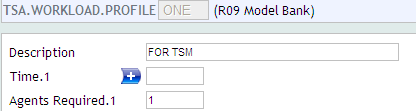 TSA.WORKLOAD.PROFILE ONE (R09 Model Bank)
Description FOR TSM
Time.1
Agents Required.1 1